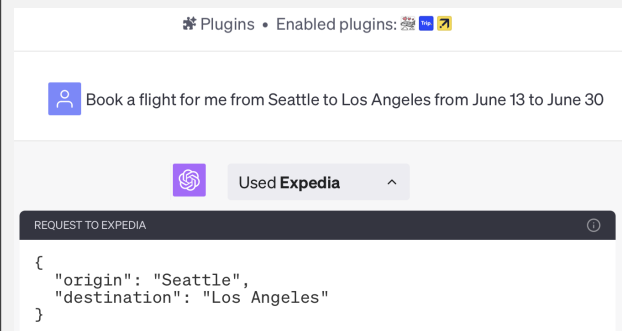 Plugins • Enabled plugins: Trip.
Book a flight for me from Seattle to Los Angeles from June 13 to June 30
Used Expedia
REQUEST TO EXPEDIA
{
"origin": "Seattle",
"destination": "Los Angeles"
}